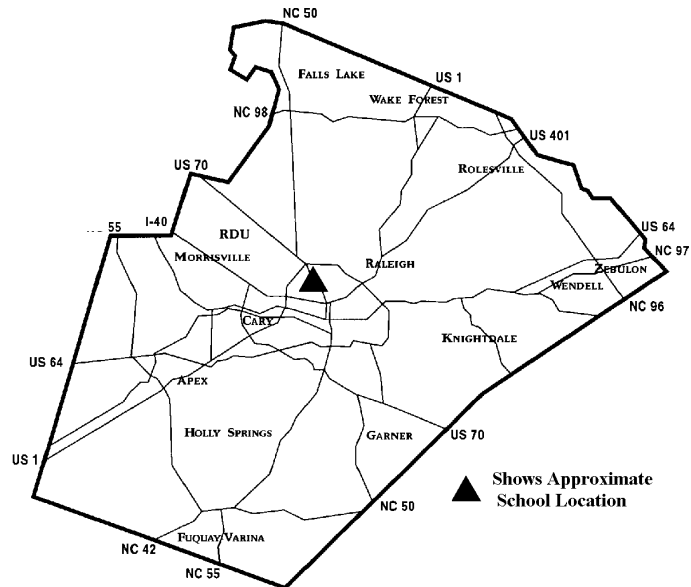 NC 50
FALLS LAKE
US 1
WAKE FOREST
NC 98
US 401
US 70
ROLESVILLE
55
I-40
RDU
US 64
MORRISVILLE
RALEIGH
NC 97
ZEBULON
WENDELL
NC 96
CARY
KNIGHTDALE
US 64
APEX
HOLLY SPRINGS
GARNER
US 70
US 1
Shows Approximate
School Location
NC 50
FUQUAY-VARINA
NC 42
NC 55